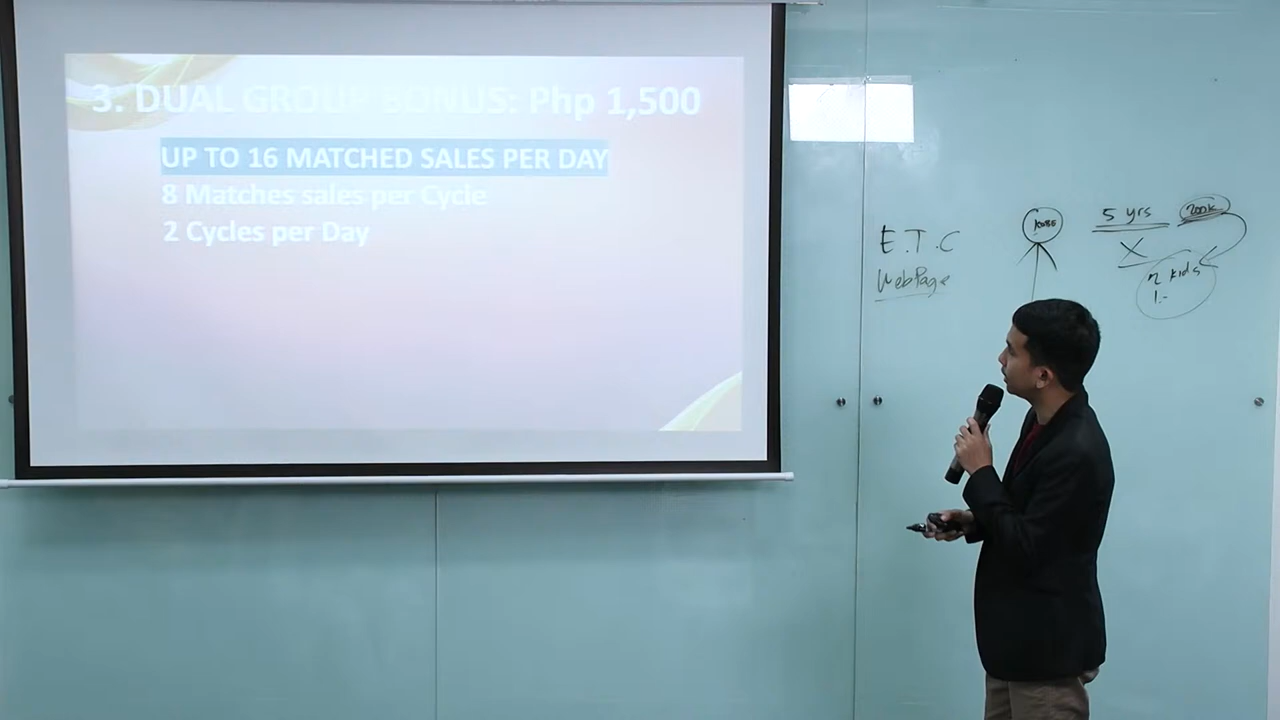 3. DUAL GROUP BONUS: Php 1,500
UP TO 16 MATCHED SALES PER DAY
8 Matches sales per Cycle
2 Cycles per Day
E.T.C
WebPage
5 yrs
200k
X
2 kids